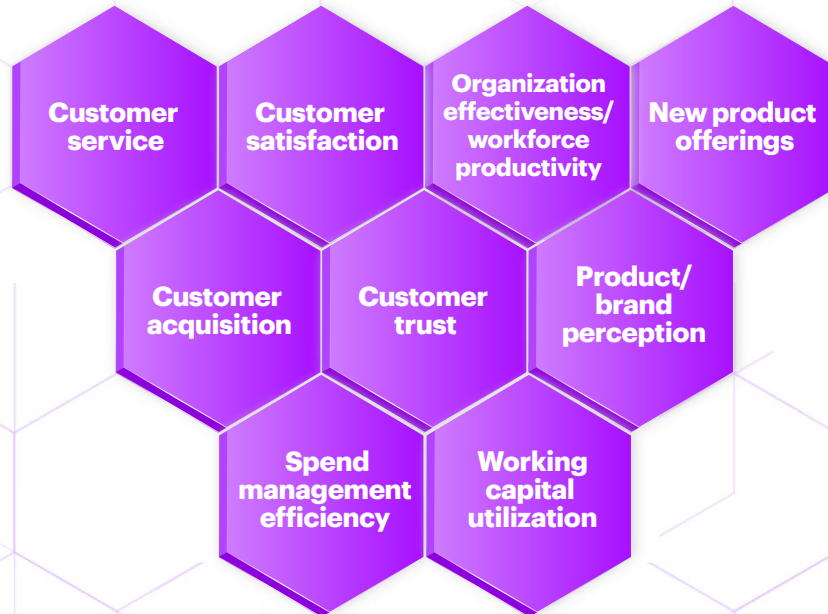 Customer
service
Customer
satisfaction
Organization
effectiveness/
workforce
productivity
New product
offerings
Customer
acquisition
Customer
trust
Product/
brand
perception
Spend
management
efficiency
Working
capital
utilization